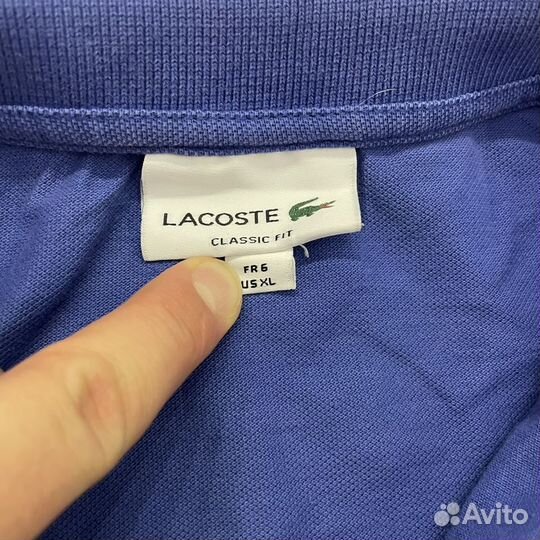 LACOSTE
CLASSIC FIT
FR 6
US XL
Avito